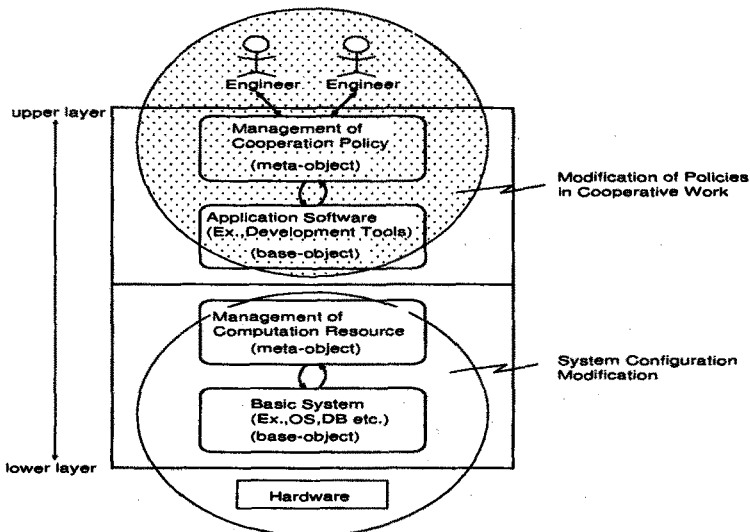 Engineer
Engineer
upper layer
Management of
Cooperation Policy
(meta-object)
Modification of Policies
in Cooperative Work
Application Software
(Ex.,Development Tools)
(base-object)
Management of
Computation Resource
(meta-object)
System Configuration
Modification
Basic System
(Ex.,OS,DB etc.)
(base-object)
lower layer
Hardware